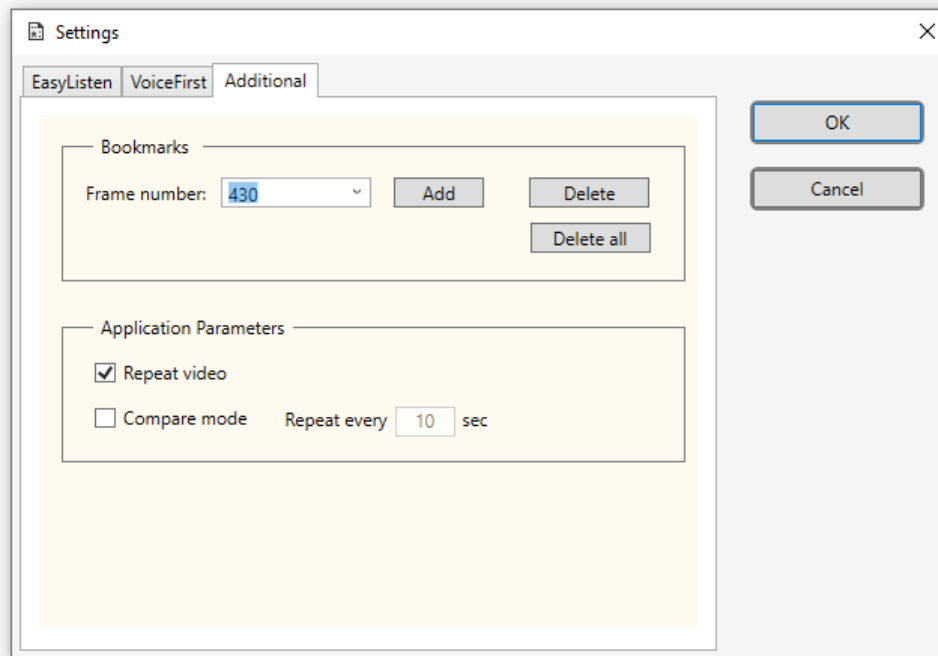 Settings
EasyListen VoiceFirst Additional
OK
Bookmarks
Frame number: 430 Add Delete
Cancel
Delete all
Application Parameters
Repeat video
Compare mode Repeat every 10 sec